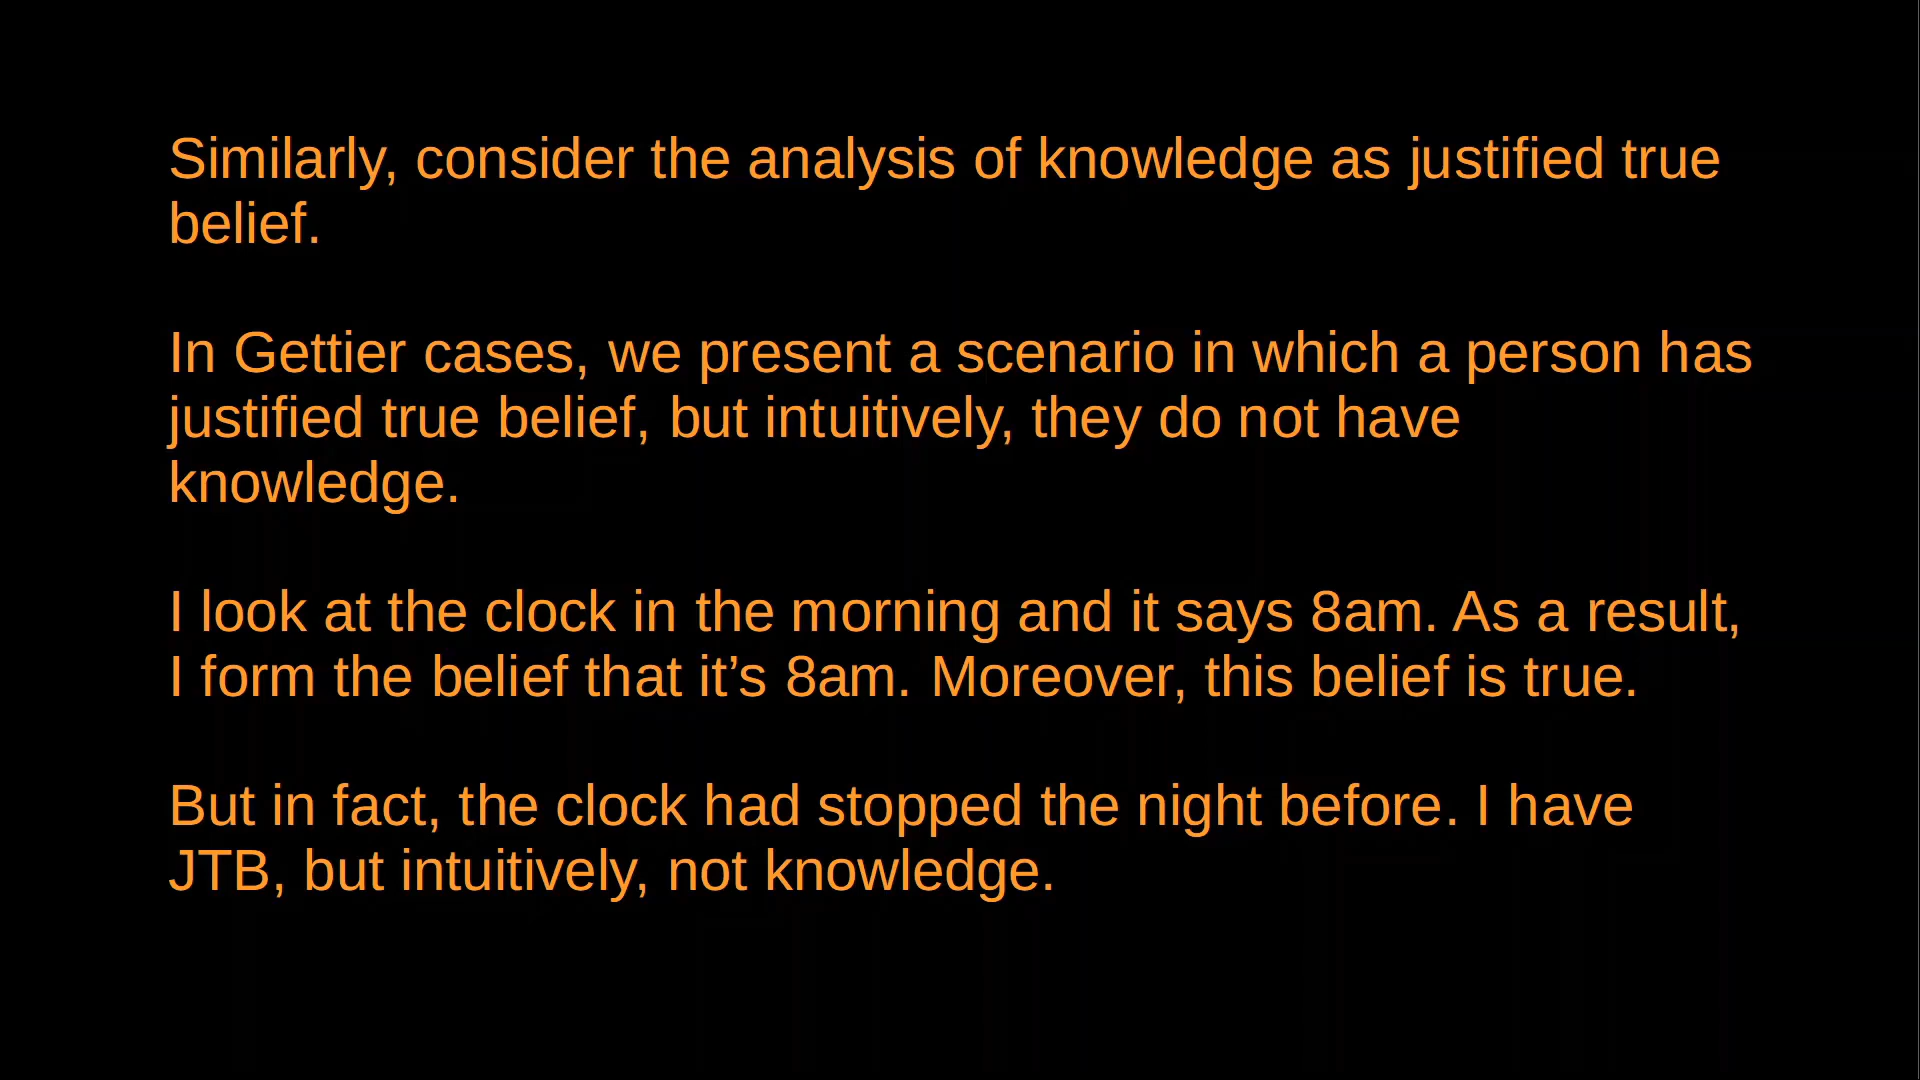 Similarly, consider the analysis of knowledge as justified true
belief.
In Gettier cases, we present a scenario in which a person has
justified true belief, but intuitively, they do not have
knowledge.
I look at the clock in the morning and it says 8am. As a result,
I form the belief that it’s 8am. Moreover, this belief is true.
But in fact, the clock had stopped the night before. I have
JTB, but intuitively, not knowledge.